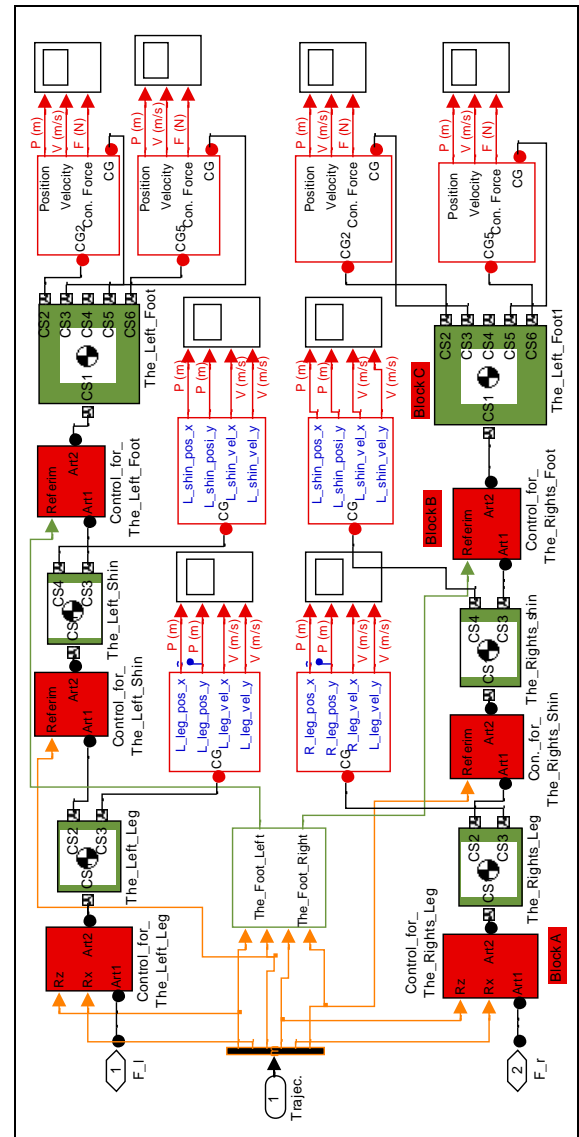 1
F_l
Rz
Rx
Art1
Art2
Control_for_
The_Left_Leg
CS
CS2
CS3
The_Left_Leg
Referim
Art1
Art2
Control_for_
The_Left_Shin
CS
CS4
CS3
The_Left_Shin
Referim
Art1
Art2
Control_for_
The_Left_Foot
CS1
CS2
CS3
CS4
CS5
CS6
The_Left_Foot
CG2
Position
Velocity
Con. Force
CG
P (m)
V (m/s)
F (N)
CG5
Position
Velocity
Con. Force
CG
P (m)
V (m/s)
F (N)
CG
L_leg_pos_x
L_leg_pos_y
L_leg_vel_x
L_leg_vel_y
P (m)
P (m)
V (m/s)
V (m/s)
CG
L_shin_pos_x
L_shin_posi_y
L_shin_vel_x
L_shin_vel_y
P (m)
P (m)
V (m/s)
V (m/s)
1
Trajec.
The_Foot_Left
The_Foot_Right
CG
R_leg_pos_x
R_leg_pos_y
R_leg_vel_x
L_leg_vel_y
P (m)
P (m)
V (m/s)
V (m/s)
CG
L_shin_pos_x
L_shin_posi_y
L_shin_vel_x
L_shin_vel_y
P (m)
P (m)
V (m/s)
V (m/s)
CG2
Position
Velocity
Con. Force
CG
P (m)
V (m/s)
F (N)
CG5
Position
Velocity
Con. Force
CG
P (m)
V (m/s)
F (N)
2
F_r
Control_for_
The_Rights_Leg
Rz
Rx
Art1
Art2
Block A
CS
CS2
CS3
The_Rights_Leg
Referim
Art1
Art2
Con._for_
The_Rights_Shin
CS
CS4
CS3
The_Rights_shin
Block B
Referim
Art1
Art2
Control_for_
The_Rights_Foot
Block C
CS1
CS2
CS3
CS4
CS5
CS6
The_Left_Foot1